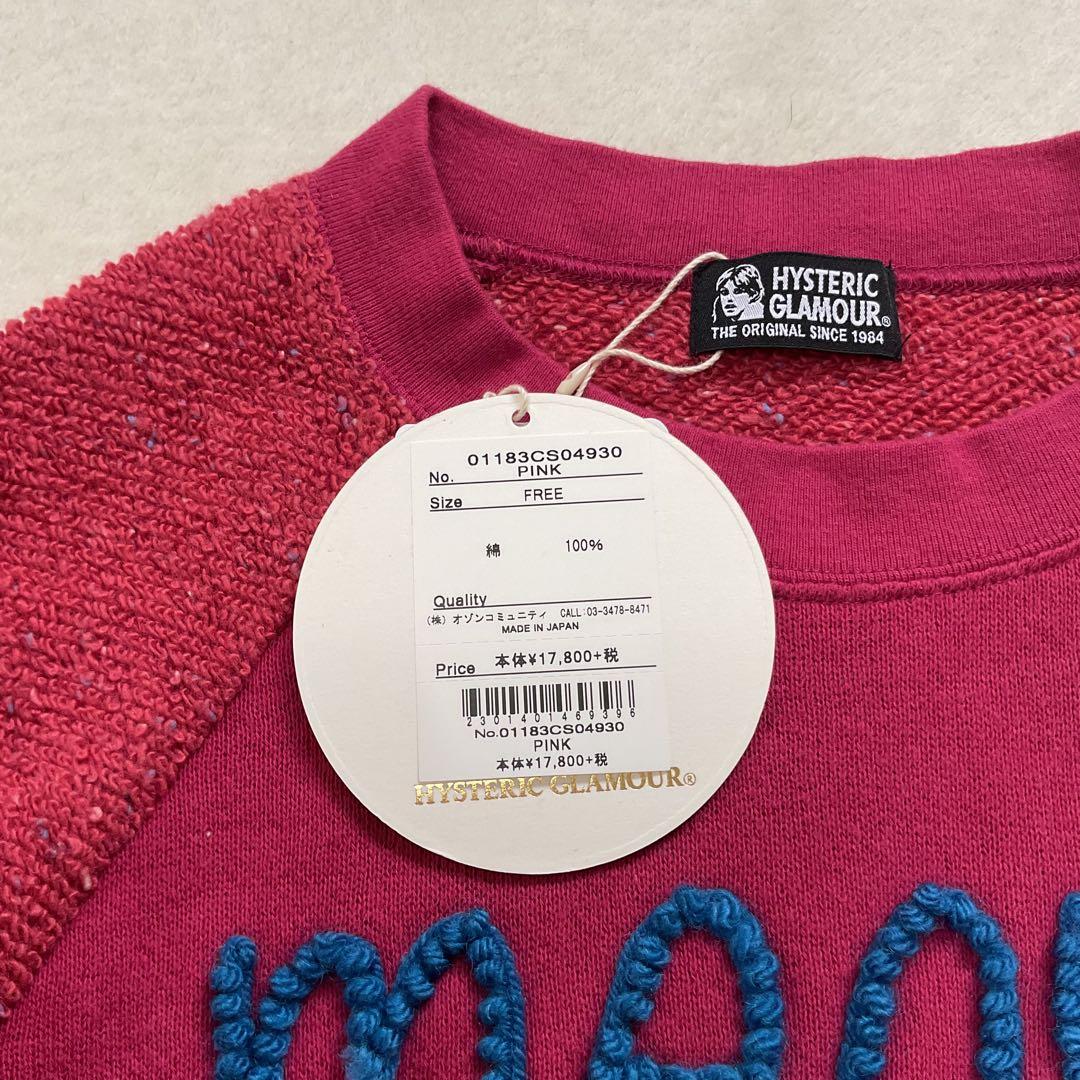 HYSTERIC
GLAMOUR®
THE ORIGINAL SINCE 1984
01183CS04930
No. PINK
Size FREE
綿 100%
Quality
(株) オゾンコミュニティ CALL:03-3478-8471
MADE IN JAPAN
Price 本体¥17,800+税
2301401469396
No.01183CS04930
PINK
本体¥17,800+税
HYSTERIC GLAMOUR®